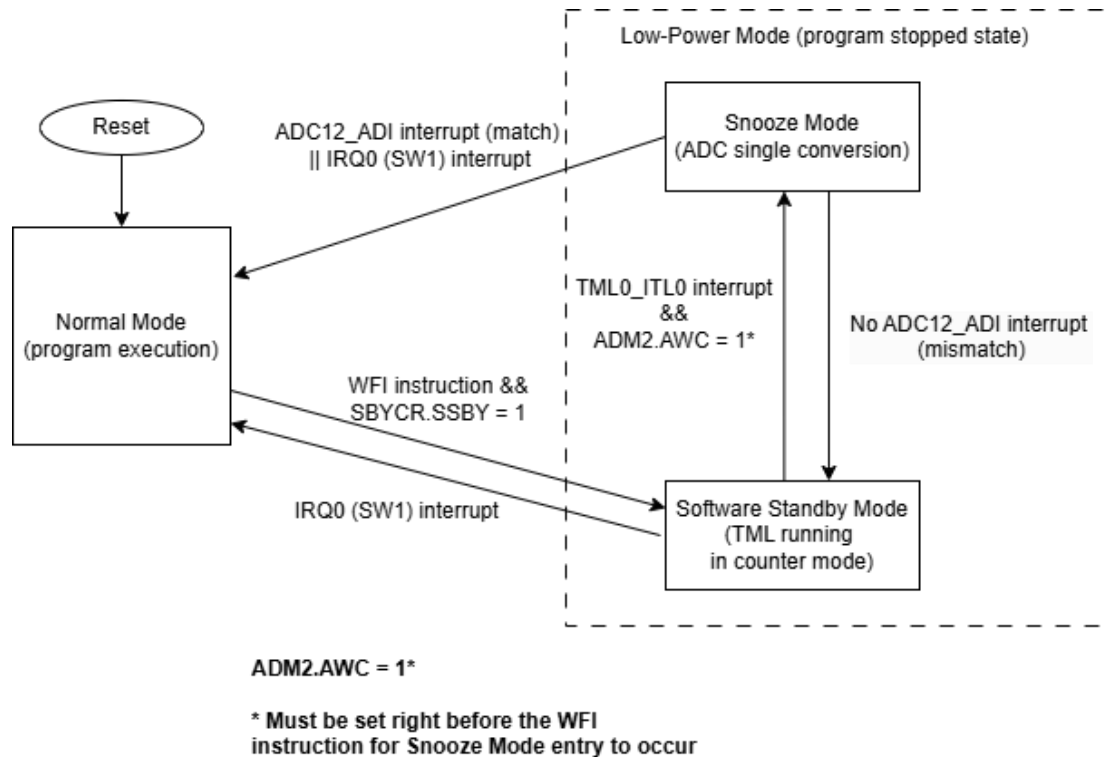 Low-Power Mode (program stopped state)
Reset
ADC12_ADI interrupt (match)
|| IRQ0 (SW1) interrupt
Snooze Mode
(ADC single conversion)
Normal Mode
(program execution)
TML0_ITL0 interrupt
&&
ADM2.AWC = 1*
No ADC12_ADI interrupt
(mismatch)
WFI instruction &&
SBYCR.SSBY = 1
IRQ0 (SW1) interrupt
Software Standby Mode
(TML running
in counter mode)
ADM2.AWC = 1*
* Must be set right before the WFI
instruction for Snooze Mode entry to occur